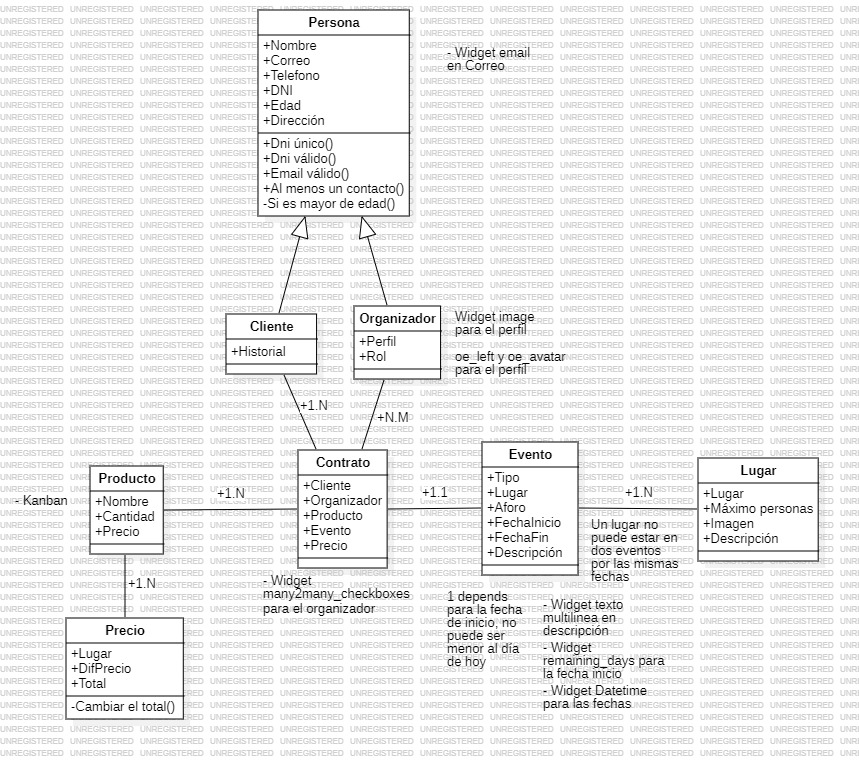 Persona
+Nombre
+Correo
+Telefono
+DNI
+Edad
+Dirección
+Dni único()
+Dni válido()
+Email válido()
+Al menos un contacto()
-Si es mayor de edad()
- Widget email
en Correo
Cliente
+Historial
Organizador
+Perfil
+Rol
Widget image
para el perfil
oe_left y oe_avatar
para el perfil
+1.N
+N.M
- Kanban
Producto
+Nombre
+Cantidad
+Precio
+1.N
Contrato
+Cliente
+Organizador
+Producto
+Evento
+Precio
+1.1
Evento
+Tipo
+Lugar
+Aforo
+FechaInicio
+FechaFin
+Descripción
+1.N
Lugar
+Lugar
+Máximo personas
+Imagen
+Descripción
Un lugar no
puede estar en
dos eventos
por las mismas
fechas
+1.N
- Widget
many2many_checkboxes
para el organizador
1 depends
para la fecha
de inicio, no
puede ser
menor al día
de hoy
- Widget texto
multilinea en
descripción
- Widget
remaining_days para
la fecha inicio
- Widget Datetime
para las fechas
Precio
+Lugar
+DifPrecio
+Total
-Cambiar el total()
UNREGISTERED